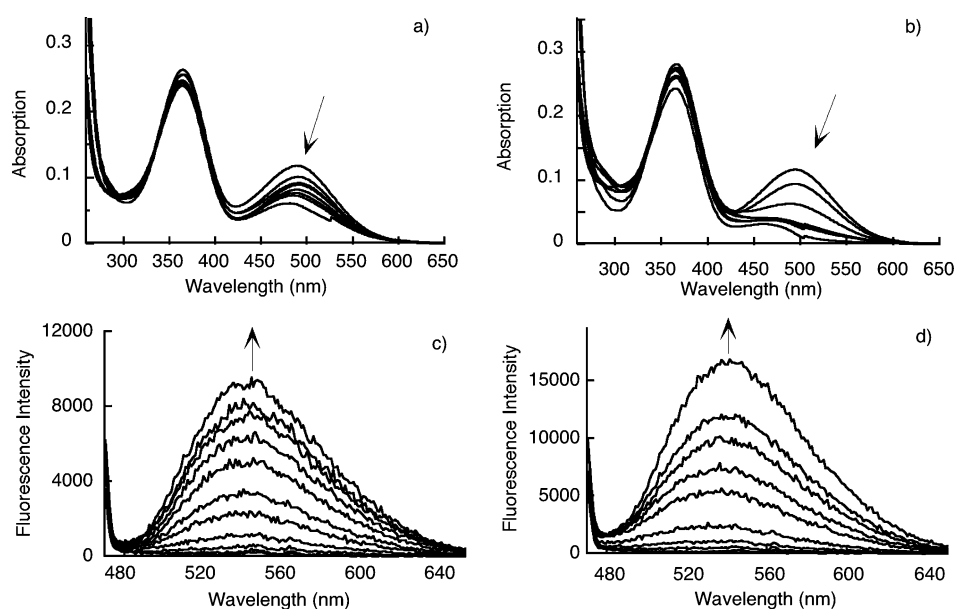 a)
0.3
0.2
0.1
0
Absorption
300 350 400 450 500 550 600 650
Wavelength (nm)
b)
0.3
0.2
0.1
0
Absorption
300 350 400 450 500 550 600 650
Wavelength (nm)
c)
12000
8000
4000
0
Fluorescence Intensity
480 520 560 600 640
Wavelength (nm)
d)
15000
10000
5000
0
Fluorescence Intensity
480 520 560 600 640
Wavelength (nm)